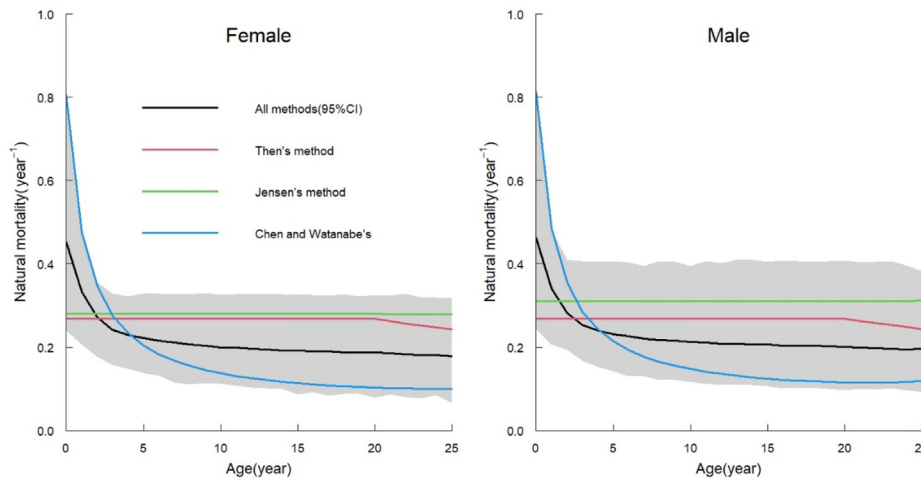 Female
Male
1.0
0.8
0.6
0.4
0.2
0.0
Natural mortality(year⁻¹)
All methods(95%CI)
Then's method
Jensen's method
Chen and Watanabe's
0 5 10 15 20 25
Age(year)
1.0
0.8
0.6
0.4
0.2
0.0
Natural mortality(year⁻¹)
0 5 10 15 20
Age(year)